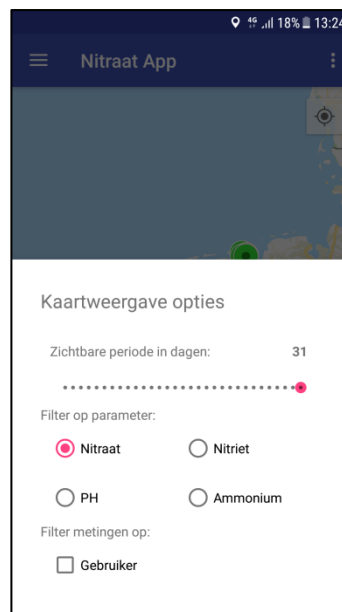 4G 18% 13:24
Nitraat App
Kaartweergave opties
Zichtbare periode in dagen: 31
Filter op parameter:
Nitraat Nitriet
PH Ammonium
Filter metingen op:
Gebruiker